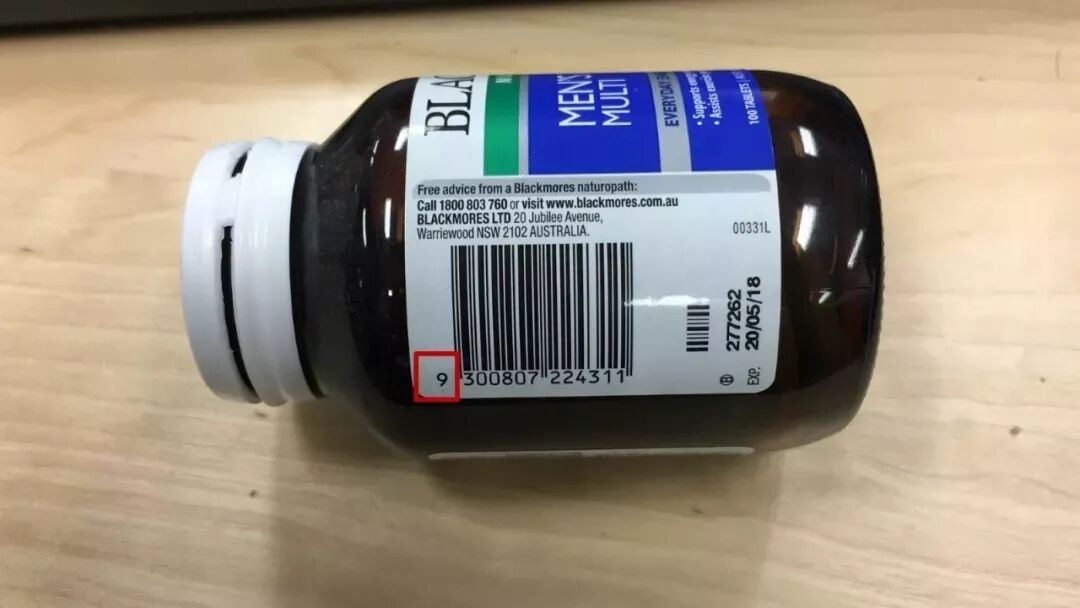 BLAC
MEN'S
MULTI
EVERYDAY
• Supports
• Assists
100 TABLETS
Free advice from a Blackmores naturopath:
Call 1800 803 760 or visit www.blackmores.com.au
BLACKMORES LTD 20 Jubilee Avenue,
Warriewood NSW 2102 AUSTRALIA.
00331L
9 300807 224311
Ⓑ 277262
EXP. 20/05/18